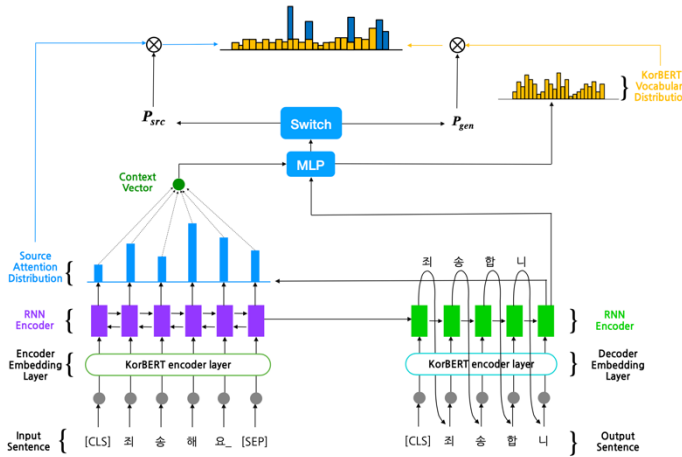 KorBERT
Vocabulary
Distribution
Psrc
Switch
Pgen
MLP
Context
Vector
Source
Attention
Distribution
죄 송 합 니
RNN
Encoder
RNN
Encoder
Encoder
Embedding
Layer
KorBERT encoder layer
KorBERT encoder layer
Decoder
Embedding
Layer
Input
Sentence
[CLS] 죄 송 해 요_ [SEP]
[CLS] 죄 송 합 니
Output
Sentence